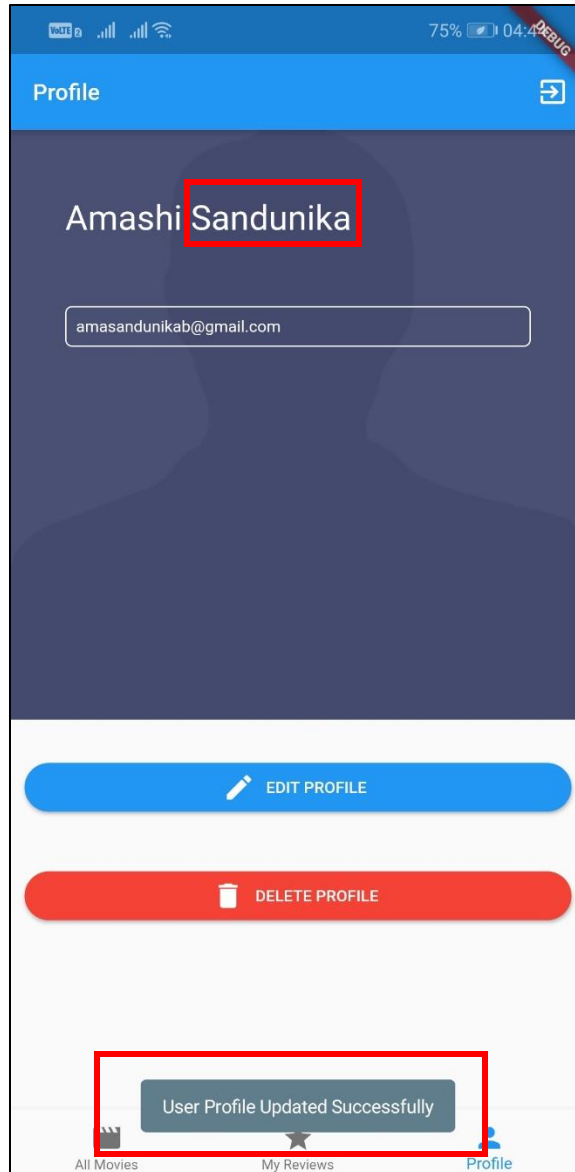 VoLTE 2 75% 04:4
DEBUG
Profile
Amashi Sandunika
amasandunikab@gmail.com
EDIT PROFILE
DELETE PROFILE
User Profile Updated Successfully
All Movies My Reviews Profile